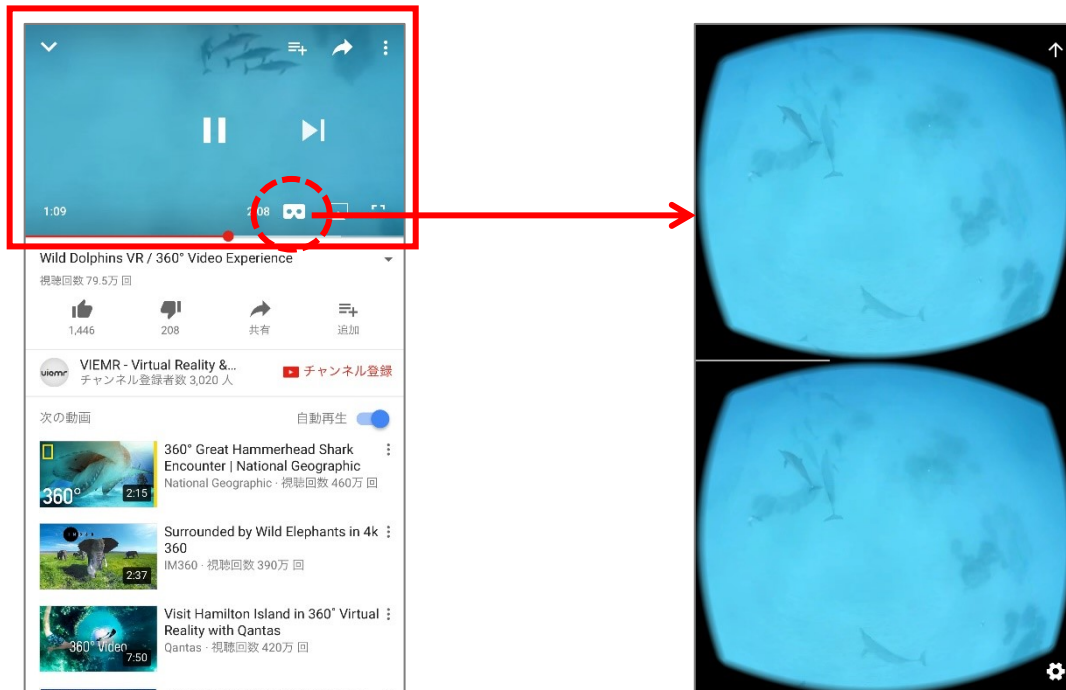 1:09
2:08
Wild Dolphins VR / 360° Video Experience
視聴回数 79.5万 回
1,446
208
共有
追加
viemr
VIEMR - Virtual Reality &...
チャンネル登録者数 3,020 人
チャンネル登録
次の動画
自動再生
360°
2:15
360° Great Hammerhead Shark
Encounter | National Geographic
National Geographic · 視聴回数 460万 回
2:37
Surrounded by Wild Elephants in 4k
360
IM360 · 視聴回数 390万 回
360° Video
7:50
Visit Hamilton Island in 360° Virtual
Reality with Qantas
Qantas · 視聴回数 420万 回